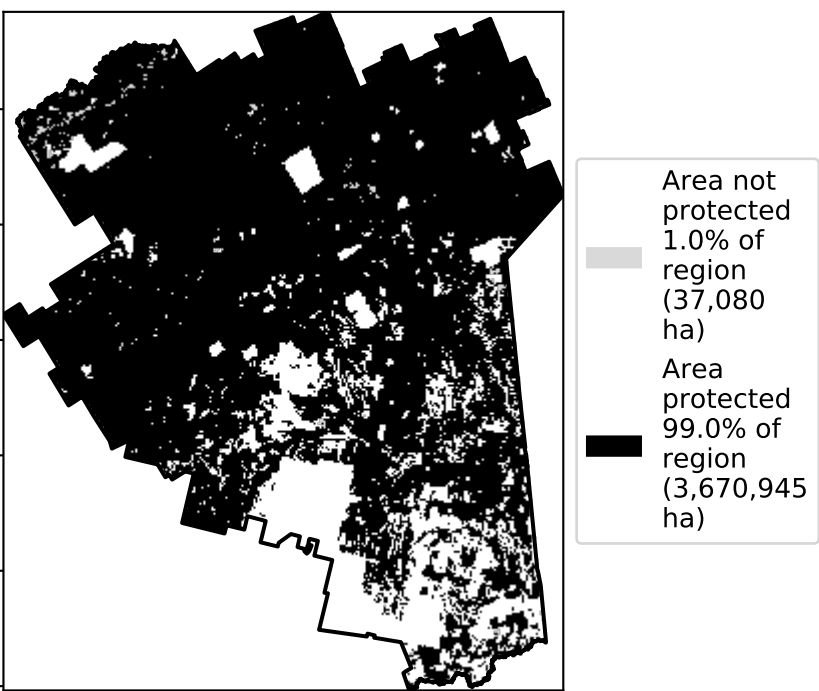 Area not
protected
1.0% of
region
(37,080
ha)
Area
protected
99.0% of
region
(3,670,945
ha)